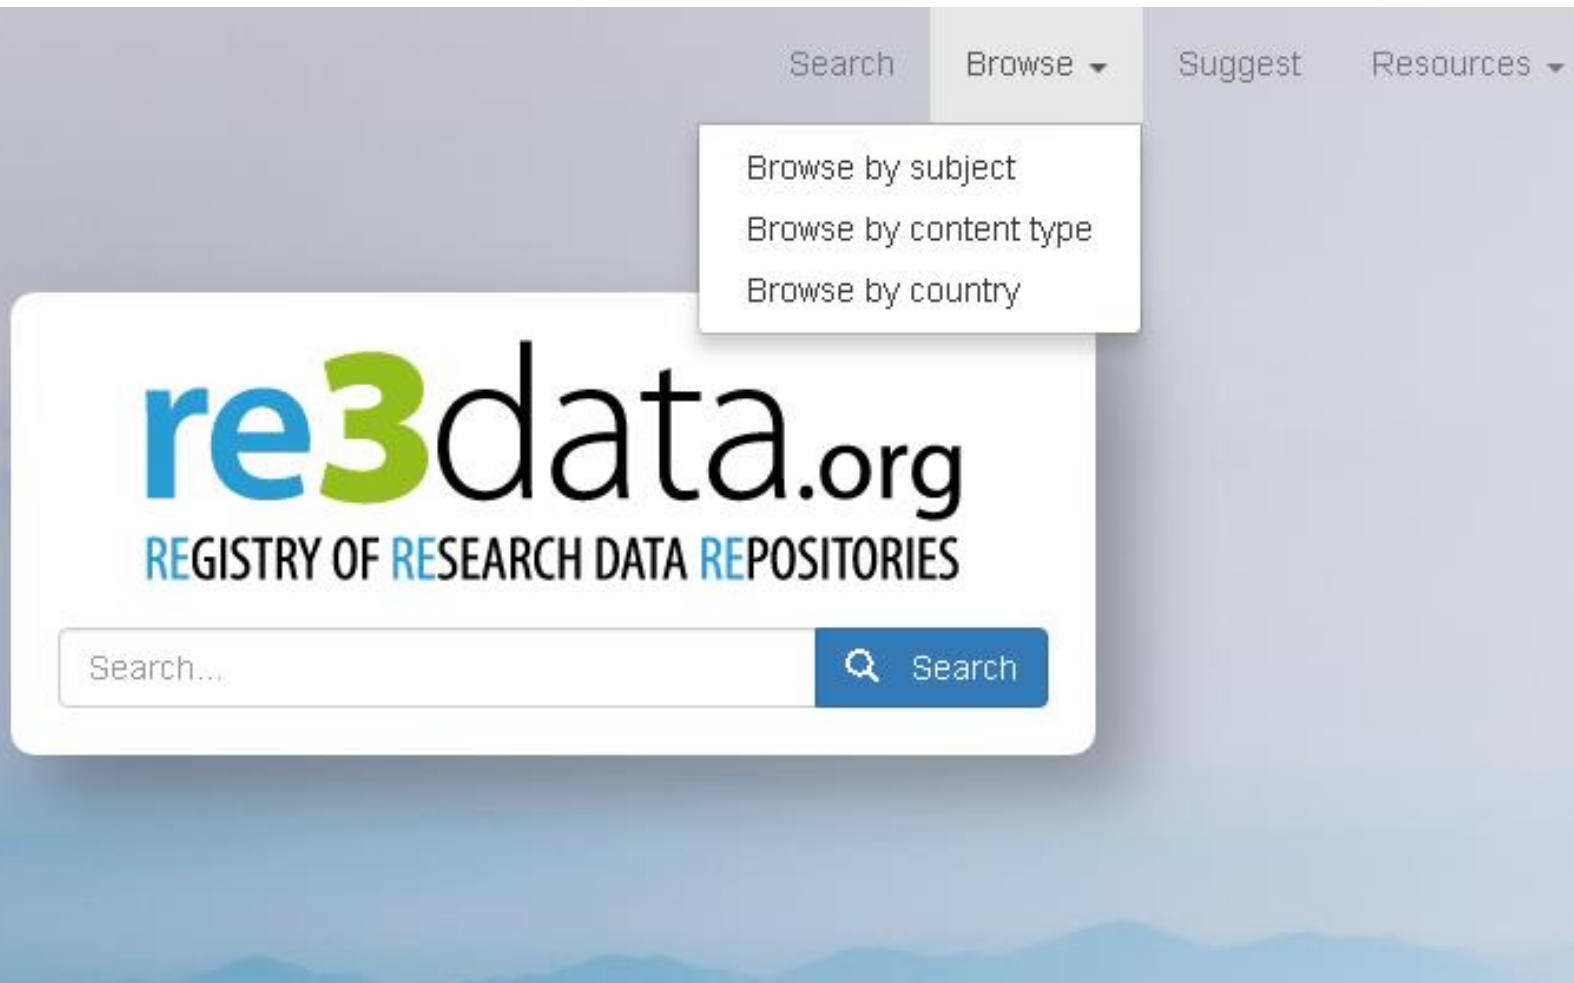 Search Browse Suggest Resources
Browse by subject
Browse by content type
Browse by country
re3data.org
REGISTRY OF RESEARCH DATA REPOSITORIES
Search... Search